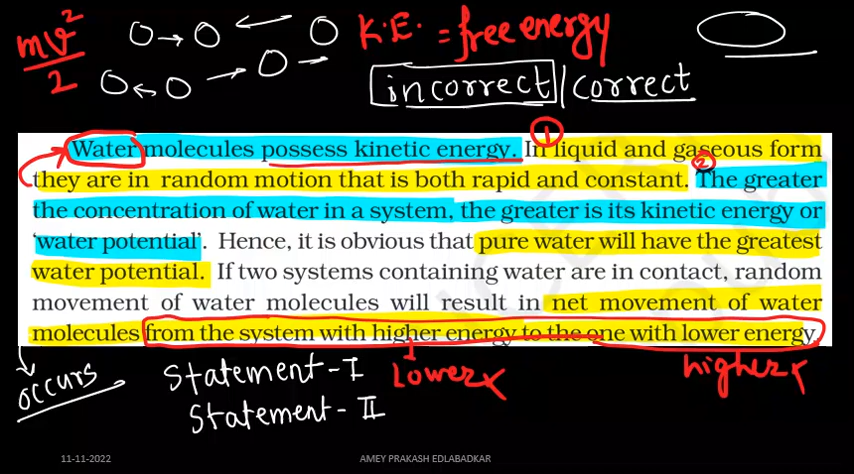 mv²/2
K.E. = free energy
incorrect/correct
1
Water molecules possess kinetic energy. In liquid and gaseous form
2
they are in random motion that is both rapid and constant. The greater
the concentration of water in a system, the greater is its kinetic energy or
‘water potential’. Hence, it is obvious that pure water will have the greatest
water potential. If two systems containing water are in contact, random
movement of water molecules will result in net movement of water
molecules from the system with higher energy to the one with lower energy.
occurs
Statement - I
lower x
higher x
Statement - II
11-11-2022
AMEY PRAKASH EDLABADKAR